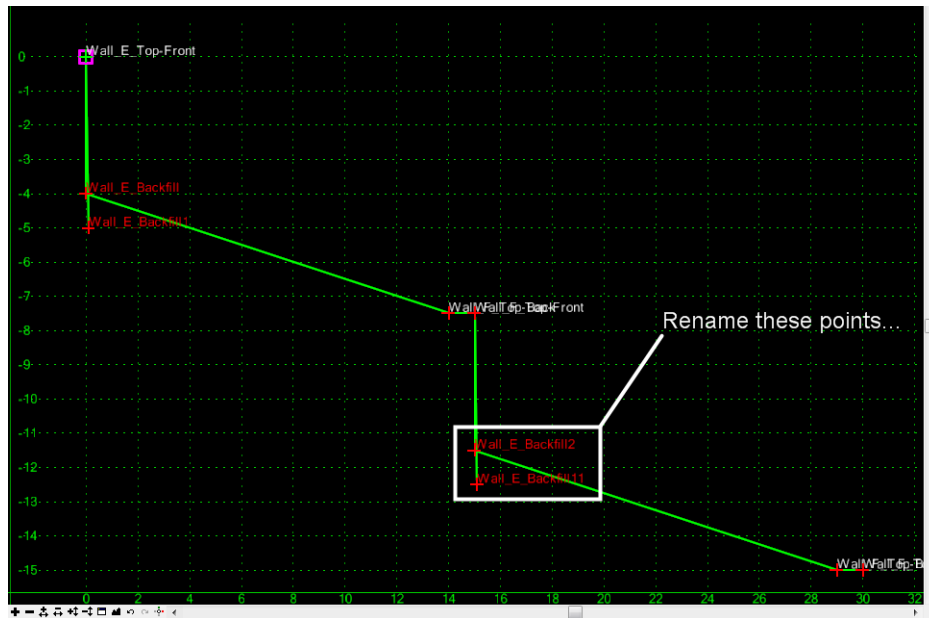 Wall_E_Top-Front
0
-1
-2
-3
-4
Wall_E_Backfill
-5
Wall_E_Backfill1
-6
-7
-8
Rename these points...
-9
-10
-11
Wall_E_Backfill2
-12
Wall_E_Backfill11
-13
-14
-15
0 2 4 6 8 10 12 14 16 18 20 22 24 26 28 30 32